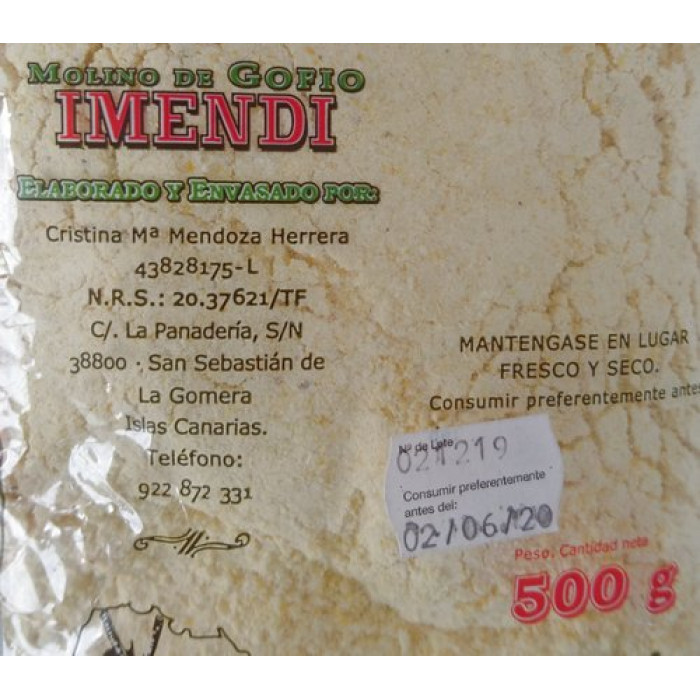 MOLINO DE GOFIO
IMENDI
ELABORADO Y ENVASADO POR:
Cristina Mª Mendoza Herrera
43828175-L
N.R.S.: 20.37621/TF
C/. La Panadería, S/N
38800 · San Sebastián de
La Gomera
Islas Canarias.
Teléfono:
922 872 331
MANTENGASE EN LUGAR
FRESCO Y SECO.
Consumir preferentemente antes
Nº de Lote
021219
Consumir preferentemente
antes del:
02/06/20
Peso. Cantidad neta
500 g